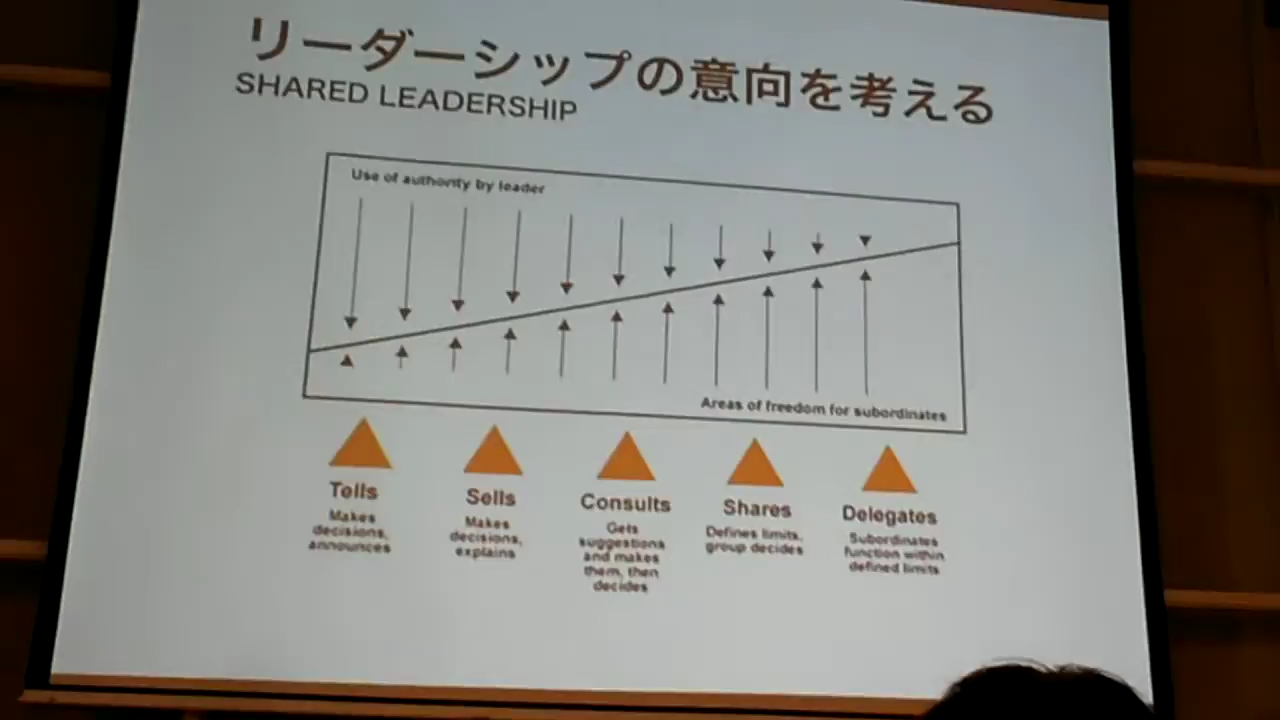 リーダーシップの意向を考える
SHARED LEADERSHIP
Use of authority by leader
Areas of freedom for subordinates
Tells
Makes
decisions,
announces
Sells
Makes
decisions,
explains
Consults
Gets
suggestions
and makes
them, then
decides
Shares
Defines limits,
group decides
Delegates
Subordinates
function within
defined limits